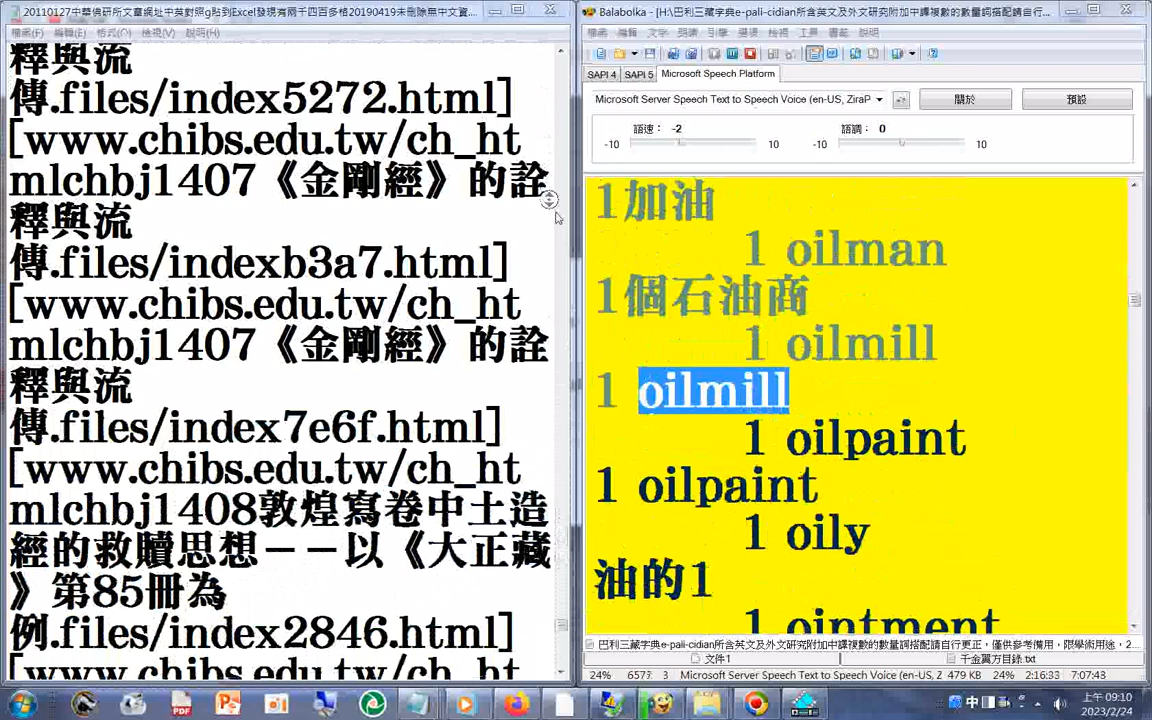 20110127中華佛研所文章網址中英對照g點到Excel發現有兩千四百多格20190419未刪除無中文資...
檔案(F) 編輯(E) 格式(O) 檢視(V) 說明(H)
釋與流
傳.files/index5272.html]
[www.chibs.edu.tw/ch_ht
mlchbj1407《金剛經》的詮
釋與流
傳.files/indexb3a7.html]
[www.chibs.edu.tw/ch_ht
mlchbj1407《金剛經》的詮
釋與流
傳.files/index7e6f.html]
[www.chibs.edu.tw/ch_ht
mlchbj1408敦煌寫卷中土造
經的救贖思想－－以《大正藏
》第85冊為
例.files/index2846.html]
[www.chibs.edu.tw/ch_ht
Balabolka - [H:\巴利三藏字典e-pali-cidian所含英文及外文研究附加中譯複數的數量詞搭配請自行...
檔案 編輯 文字 朗讀 引擎 選項 檢視 工具 書籤 說明
SAPI 4 SAPI 5 Microsoft Speech Platform
Microsoft Server Speech Text to Speech Voice (en-US, ZiraP
關於 預設
語速： -2 語調： 0
-10 10 -10 10
1加油
1 oilman
1個石油商
1 oilmill
1 oilmill
1 oilpaint
1 oilpaint
1 oily
油的1
1 ointment
巴利三藏字典e-pali-cidian所含英文及外文研究附加中譯複數的數量詞搭配請自行更正，僅供參考備用，限學術用途，2...
文件1 千金翼方目錄.txt
24% 6577: 3 Microsoft Server Speech Text to Speech Voice (en-US, Z 479 KB 24% 2:16:33 7:07:43
中
上午 09:10
2023/2/24